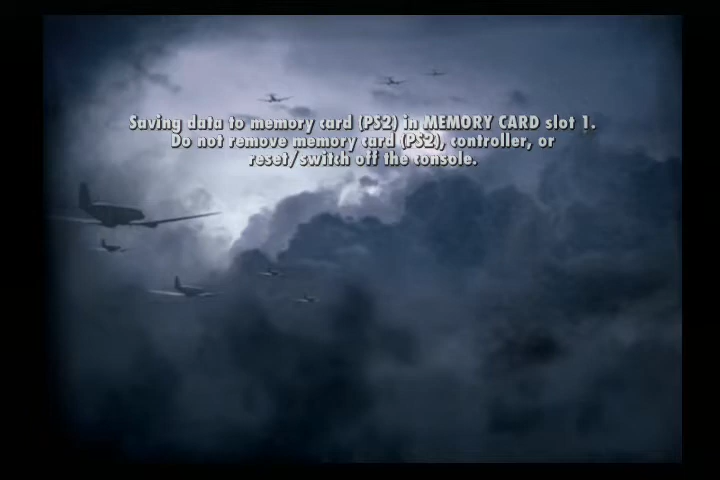 Saving data to memory card (PS2) in MEMORY CARD slot 1.
Do not remove memory card (PS2), controller, or
reset/switch off the console.